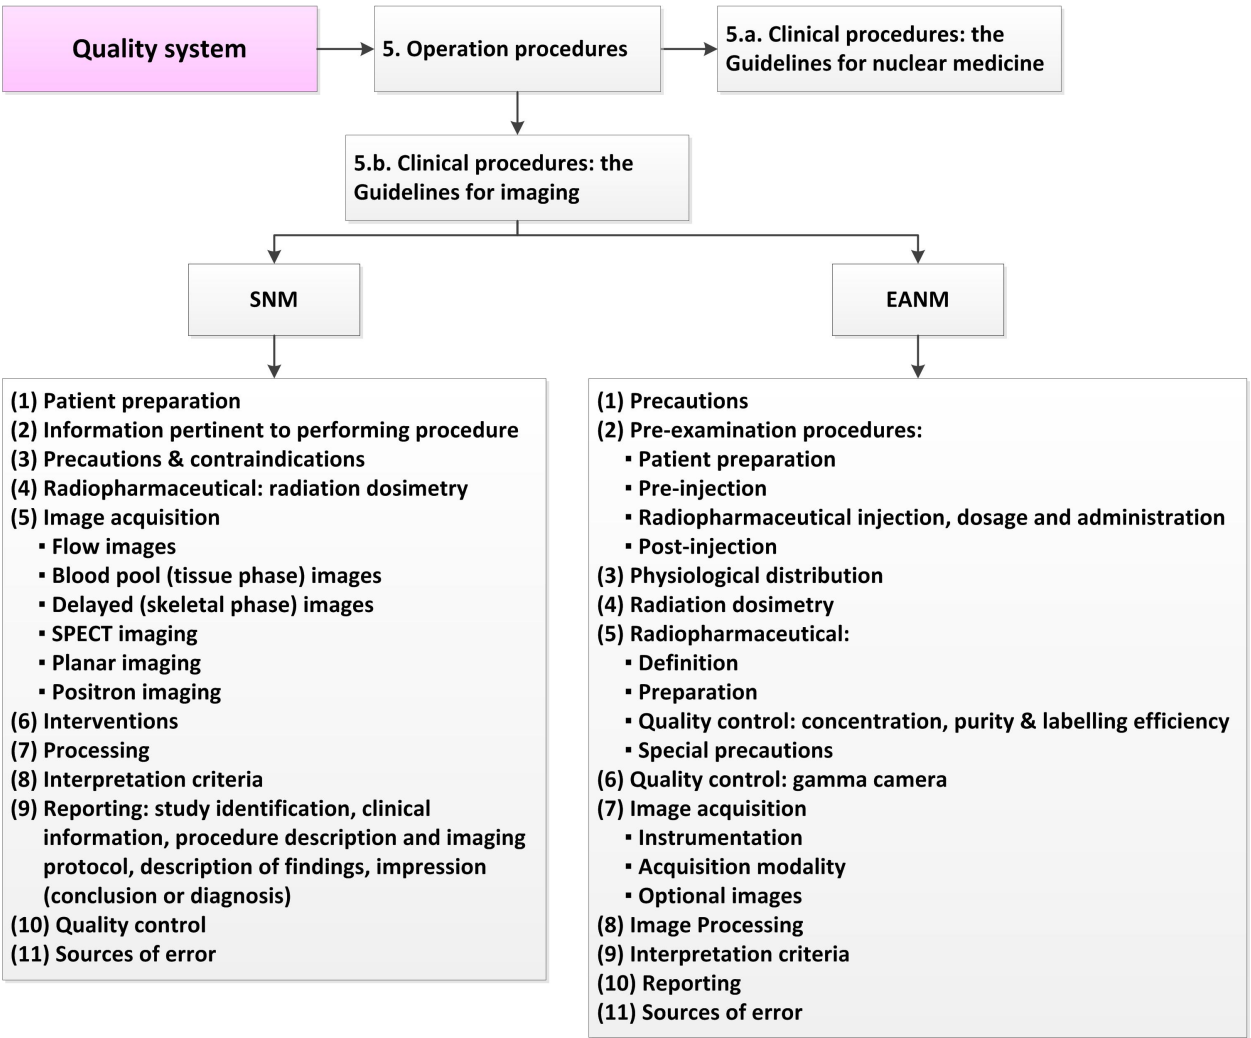 Quality system
5. Operation procedures
5.a. Clinical procedures: the
Guidelines for nuclear medicine
5.b. Clinical procedures: the
Guidelines for imaging
SNM
EANM
(1) Patient preparation
(2) Information pertinent to performing procedure
(3) Precautions & contraindications
(4) Radiopharmaceutical: radiation dosimetry
(5) Image acquisition
▪ Flow images
▪ Blood pool (tissue phase) images
▪ Delayed (skeletal phase) images
▪ SPECT imaging
▪ Planar imaging
▪ Positron imaging
(6) Interventions
(7) Processing
(8) Interpretation criteria
(9) Reporting: study identification, clinical
information, procedure description and imaging
protocol, description of findings, impression
(conclusion or diagnosis)
(10) Quality control
(11) Sources of error
(1) Precautions
(2) Pre-examination procedures:
▪ Patient preparation
▪ Pre-injection
▪ Radiopharmaceutical injection, dosage and administration
▪ Post-injection
(3) Physiological distribution
(4) Radiation dosimetry
(5) Radiopharmaceutical:
▪ Definition
▪ Preparation
▪ Quality control: concentration, purity & labelling efficiency
▪ Special precautions
(6) Quality control: gamma camera
(7) Image acquisition
▪ Instrumentation
▪ Acquisition modality
▪ Optional images
(8) Image Processing
(9) Interpretation criteria
(10) Reporting
(11) Sources of error